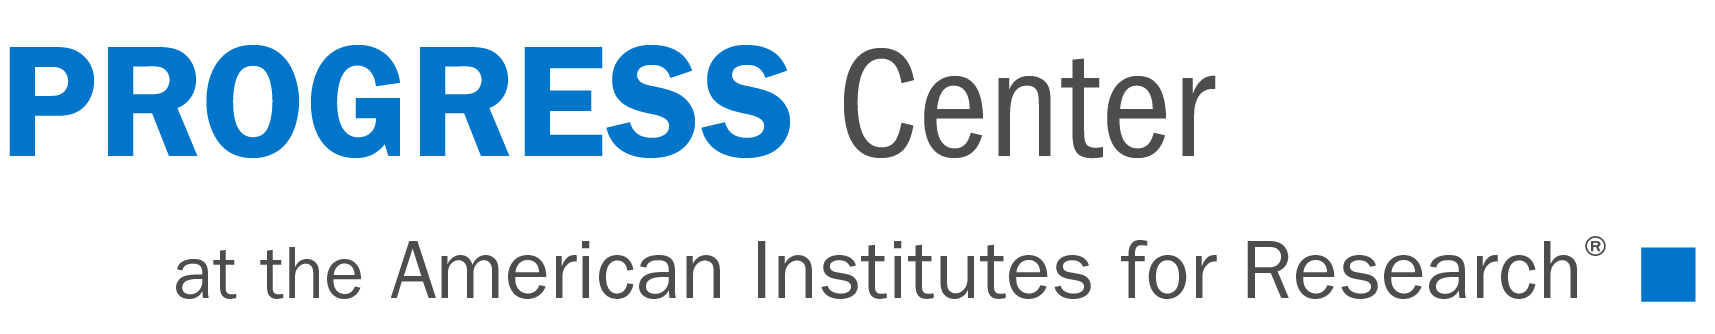 PROGRESS Center
at the American Institutes for Research®